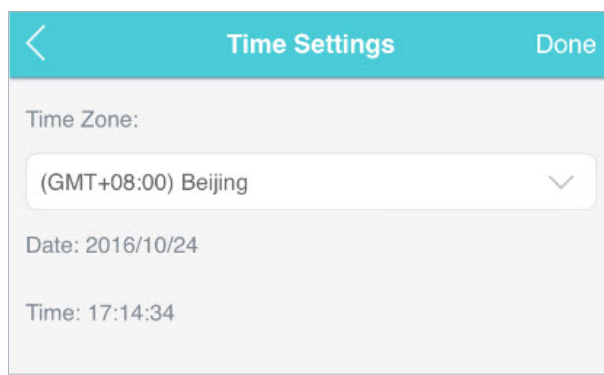 Time Settings Done
Time Zone:
(GMT+08:00) Beijing
Date: 2016/10/24
Time: 17:14:34